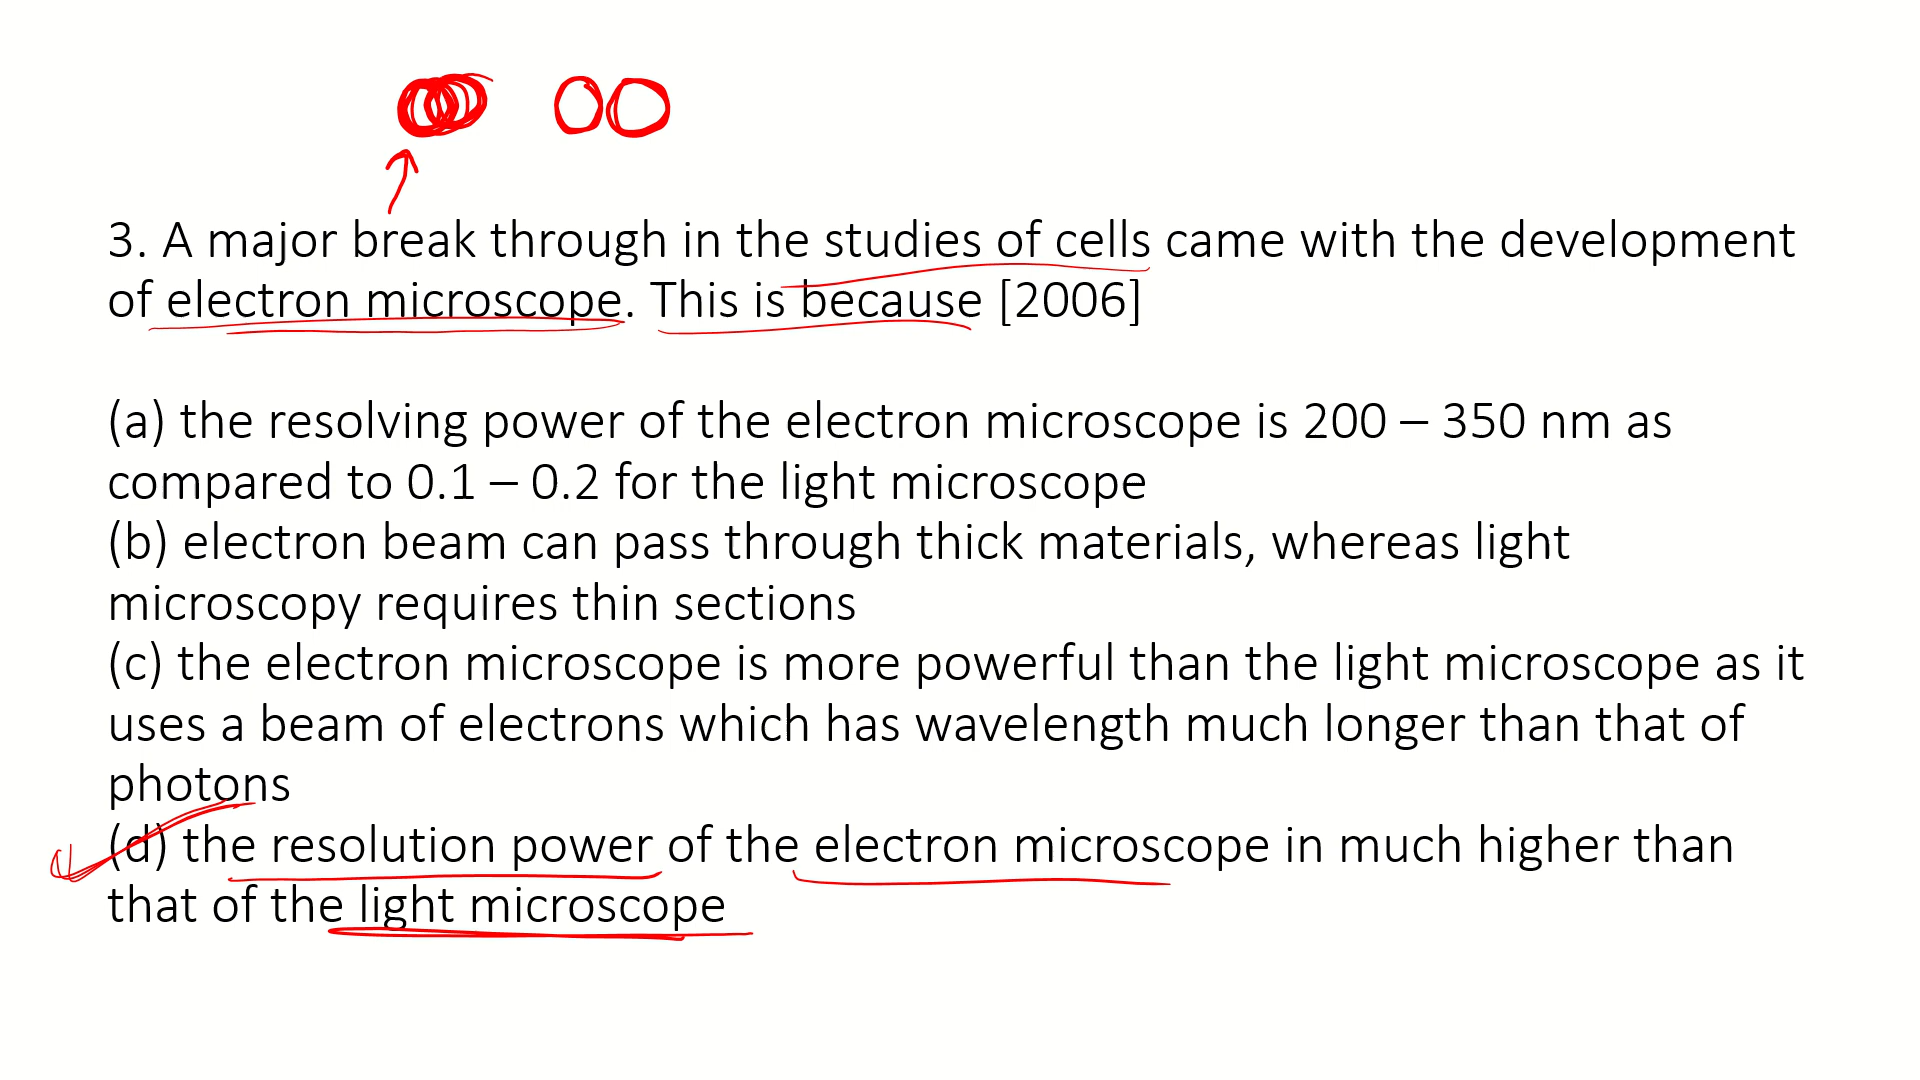 3. A major break through in the studies of cells came with the development
of electron microscope. This is because [2006]
(a) the resolving power of the electron microscope is 200 – 350 nm as
compared to 0.1 – 0.2 for the light microscope
(b) electron beam can pass through thick materials, whereas light
microscopy requires thin sections
(c) the electron microscope is more powerful than the light microscope as it
uses a beam of electrons which has wavelength much longer than that of
photons
(d) the resolution power of the electron microscope in much higher than
that of the light microscope